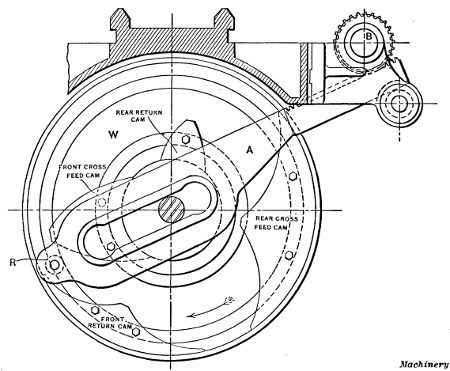 B
REAR RETURN
CAM
W
A
FRONT CROSS
FEED CAM
REAR CROSS
FEED CAM
R
FRONT
RETURN CAM
Machinery